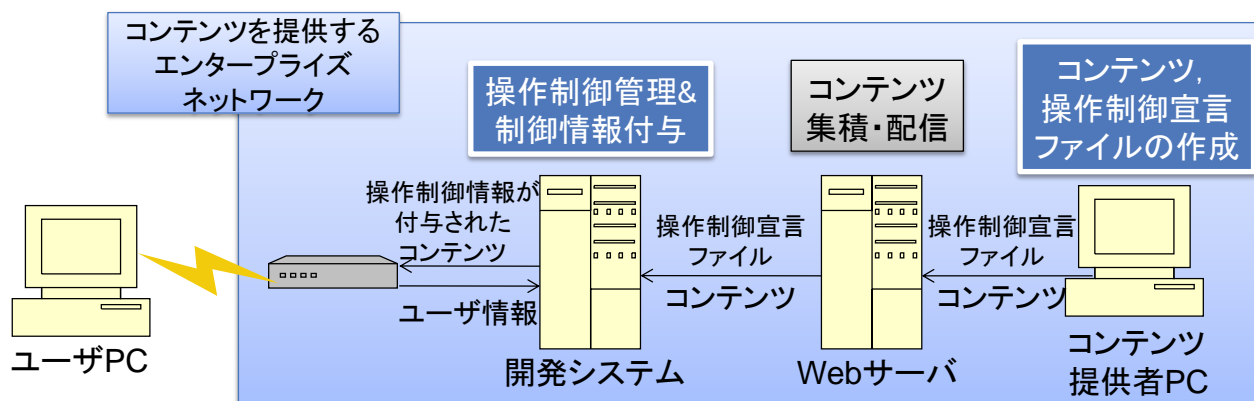 コンテンツを提供する
エンタープライズ
ネットワーク
操作制御管理&
制御情報付与
コンテンツ
集積・配信
コンテンツ,
操作制御宣言
ファイルの作成
操作制御情報が
付与された
コンテンツ
ユーザ情報
操作制御宣言
ファイル
コンテンツ
操作制御宣言
ファイル
コンテンツ
ユーザPC
開発システム
Webサーバ
コンテンツ
提供者PC